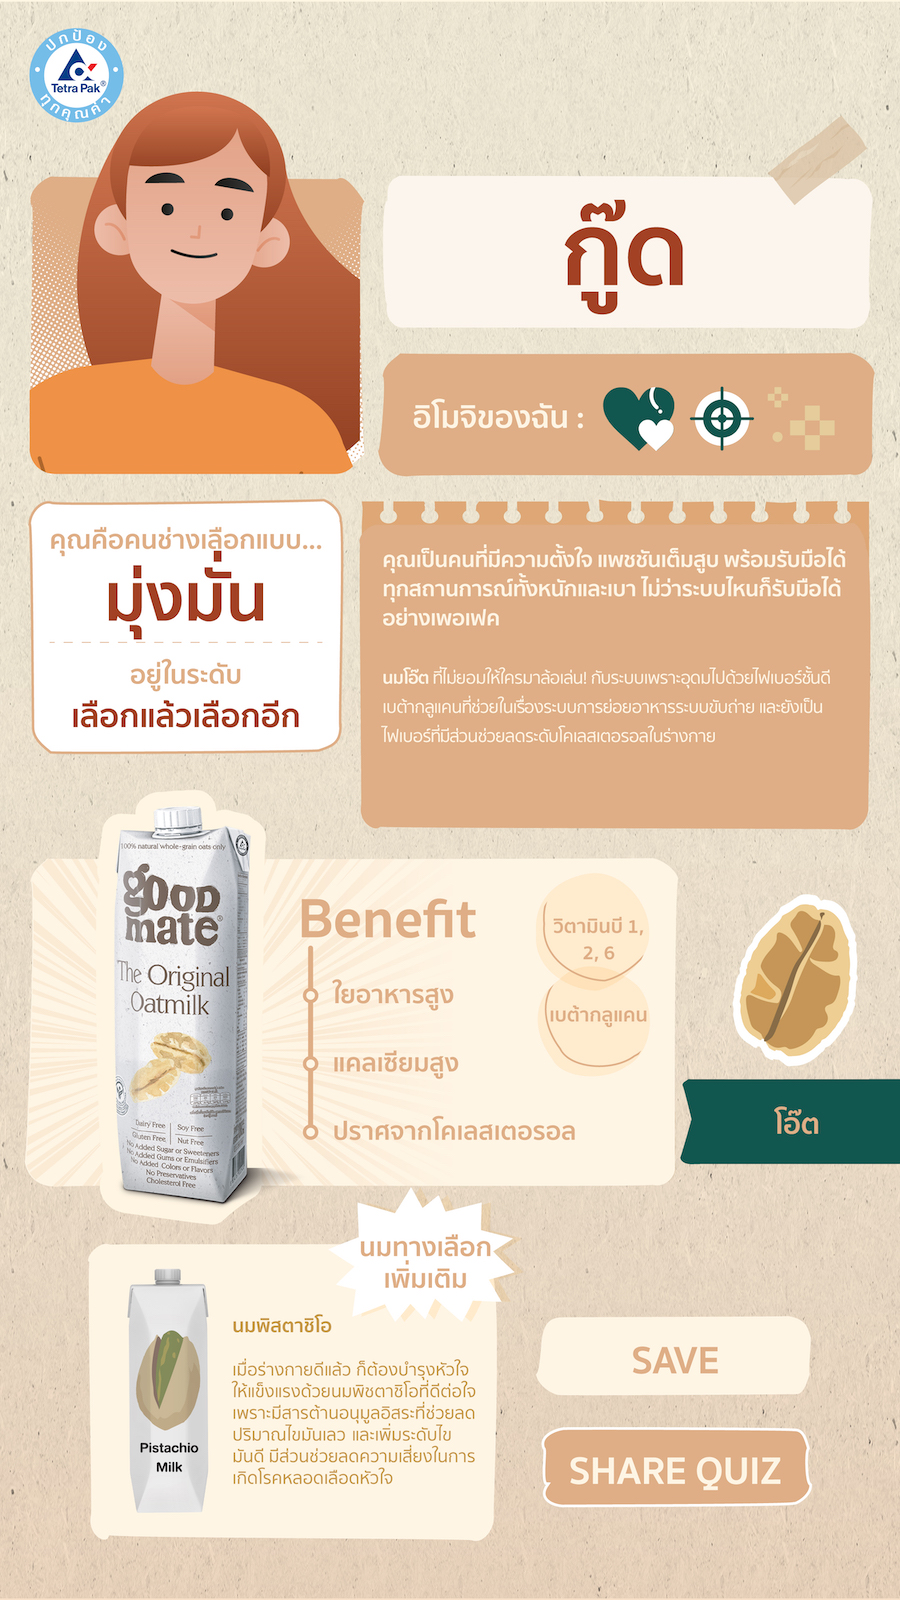 ปกป้อง
Tetra Pak®
ทุกคุณค่า
กู๊ด
อิโมจิของฉัน :
คุณคือคนช่างเลือกแบบ...
มุ่งมั่น
อยู่ในระดับ
เลือกแล้วเลือกอีก
คุณเป็นคนที่มีความตั้งใจ แพชชันเต็มสูบ พร้อมรับมือได้
ทุกสถานการณ์ทั้งหนักและเบา ไม่ว่าระบบไหนก็รับมือได้
อย่างเพอเฟค
นมโอ๊ต ที่ไม่ยอมให้ใครมาล้อเล่น! กับระบบเพราะอุดมไปด้วยไฟเบอร์ชั้นดี
เบต้ากลูแคนที่ช่วยในเรื่องระบบการย่อยอาหารระบบขับถ่าย และยังเป็น
ไฟเบอร์ที่มีส่วนช่วยลดระดับโคเลสเตอรอลในร่างกาย
100% natural whole-grain oats only
good
mate®
The Original
Oatmilk
Dairy Free
Soy Free
Gluten Free
Nut Free
No Added Sugar or Sweeteners
No Added Gums or Emulsifiers
No Added Colors or Flavors
No Preservatives
Cholesterol Free
Benefit
ใยอาหารสูง
แคลเซียมสูง
ปราศจากโคเลสเตอรอล
วิตามินบี 1,
2, 6
เบต้ากลูแคน
โอ๊ต
นมทางเลือก
เพิ่มเติม
นมพิสตาชิโอ
เมื่อร่างกายดีแล้ว ก็ต้องบำรุงหัวใจ
ให้แข็งแรงด้วยนมพิชตาชิโอที่ดีต่อใจ
เพราะมีสารต้านอนุมูลอิสระที่ช่วยลด
ปริมาณไขมันเลว และเพิ่มระดับไข
มันดี มีส่วนช่วยลดความเสี่ยงในการ
เกิดโรคหลอดเลือดหัวใจ
Pistachio
Milk
SAVE
SHARE QUIZ